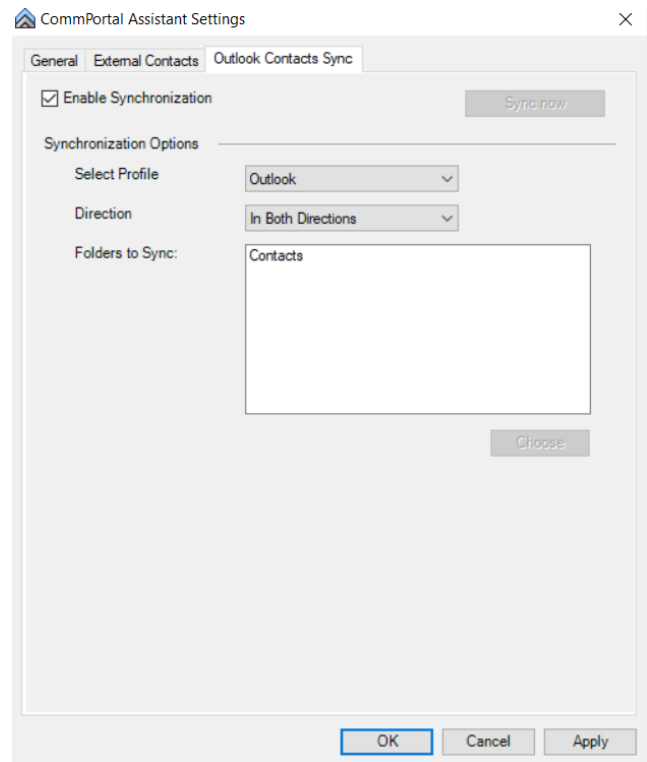 CommPortal Assistant Settings
General External Contacts Outlook Contacts Sync
Enable Synchronization Sync now
Synchronization Options
Select Profile Outlook
Direction In Both Directions
Folders to Sync: Contacts
Choose
OK Cancel Apply